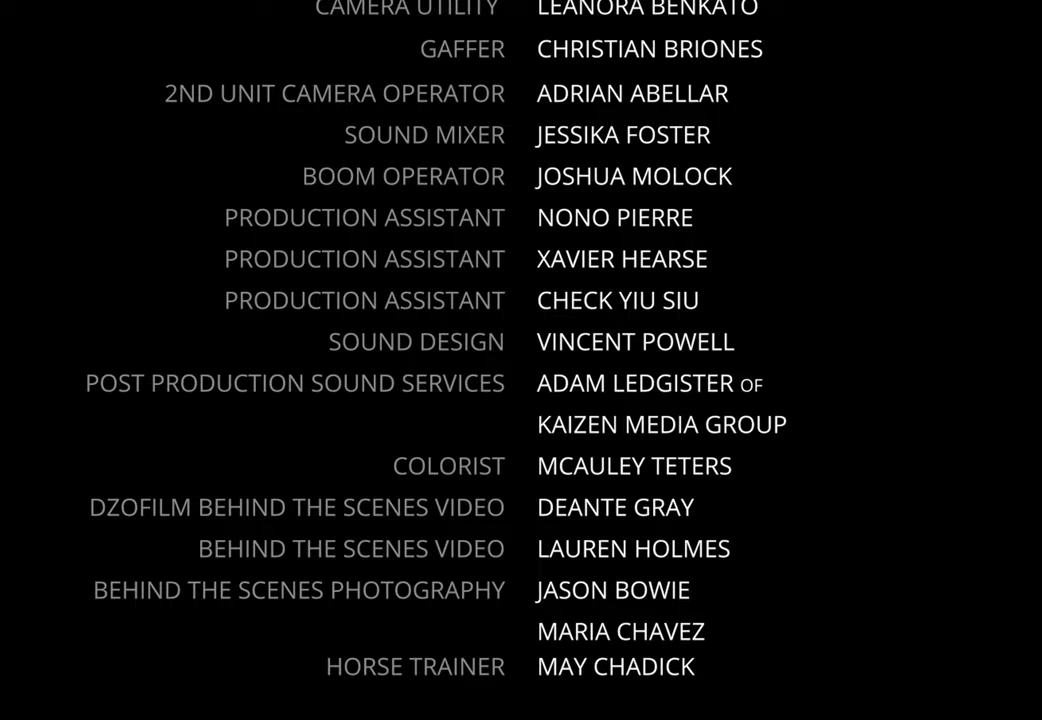 CAMERA UTILITY LEANORA BENKATO
GAFFER CHRISTIAN BRIONES
2ND UNIT CAMERA OPERATOR ADRIAN ABELLAR
SOUND MIXER JESSIKA FOSTER
BOOM OPERATOR JOSHUA MOLOCK
PRODUCTION ASSISTANT NONO PIERRE
PRODUCTION ASSISTANT XAVIER HEARSE
PRODUCTION ASSISTANT CHECK YIU SIU
SOUND DESIGN VINCENT POWELL
POST PRODUCTION SOUND SERVICES ADAM LEDGISTER OF
KAIZEN MEDIA GROUP
COLORIST MCAULEY TETERS
DZOFILM BEHIND THE SCENES VIDEO DEANTE GRAY
BEHIND THE SCENES VIDEO LAUREN HOLMES
BEHIND THE SCENES PHOTOGRAPHY JASON BOWIE
MARIA CHAVEZ
HORSE TRAINER MAY CHADICK